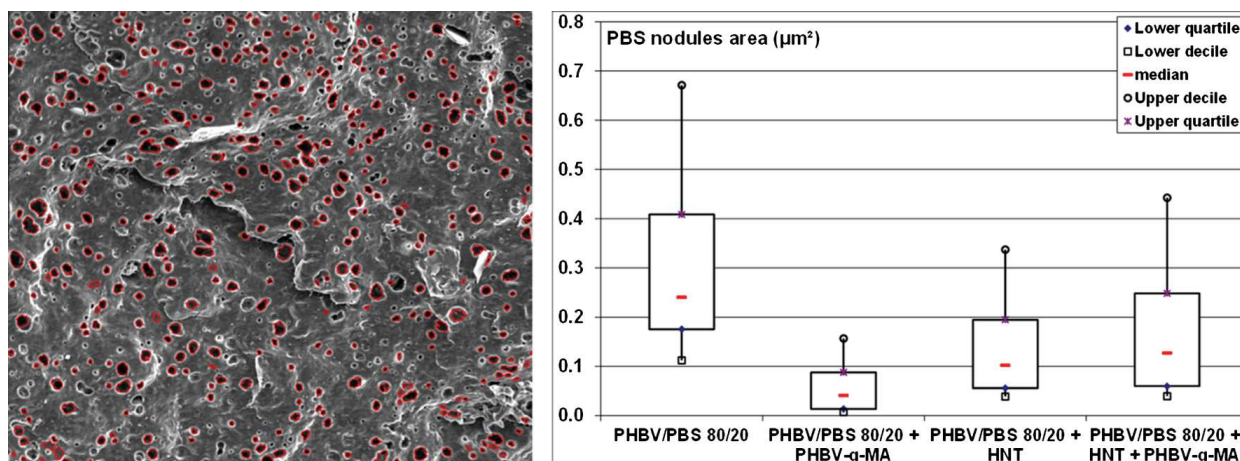 PBS nodules area (µm²)
0.8
0.7
0.6
0.5
0.4
0.3
0.2
0.1
0.0
Lower quartile
Lower decile
median
Upper decile
Upper quartile
PHBV/PBS 80/20
PHBV/PBS 80/20 +
PHBV-g-MA
PHBV/PBS 80/20 +
HNT
PHBV/PBS 80/20 +
HNT + PHBV-g-MA